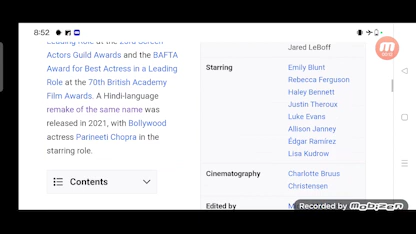 8:52
Leading Role at the 23rd Screen
Actors Guild Awards and the BAFTA
Award for Best Actress in a Leading
Role at the 70th British Academy
Film Awards. A Hindi-language
remake of the same name was
released in 2021, with Bollywood
actress Parineeti Chopra in the
starring role.
Contents
Jared LeBoff
Starring
Emily Blunt
Rebecca Ferguson
Haley Bennett
Justin Theroux
Luke Evans
Allison Janney
Édgar Ramírez
Lisa Kudrow
Cinematography
Charlotte Bruus
Christensen
Edited by
Recorded by Mobizen